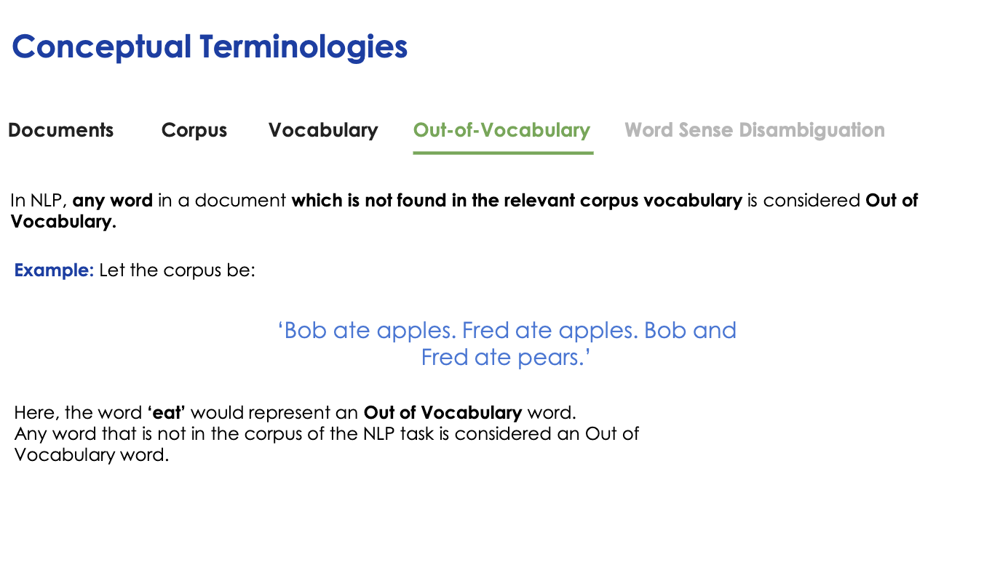 Conceptual Terminologies
Documents Corpus Vocabulary Out-of-Vocabulary Word Sense Disambiguation
In NLP, any word in a document which is not found in the relevant corpus vocabulary is considered Out of
Vocabulary.
Example: Let the corpus be:
‘Bob ate apples. Fred ate apples. Bob and
Fred ate pears.’
Here, the word ‘eat’ would represent an Out of Vocabulary word.
Any word that is not in the corpus of the NLP task is considered an Out of
Vocabulary word.